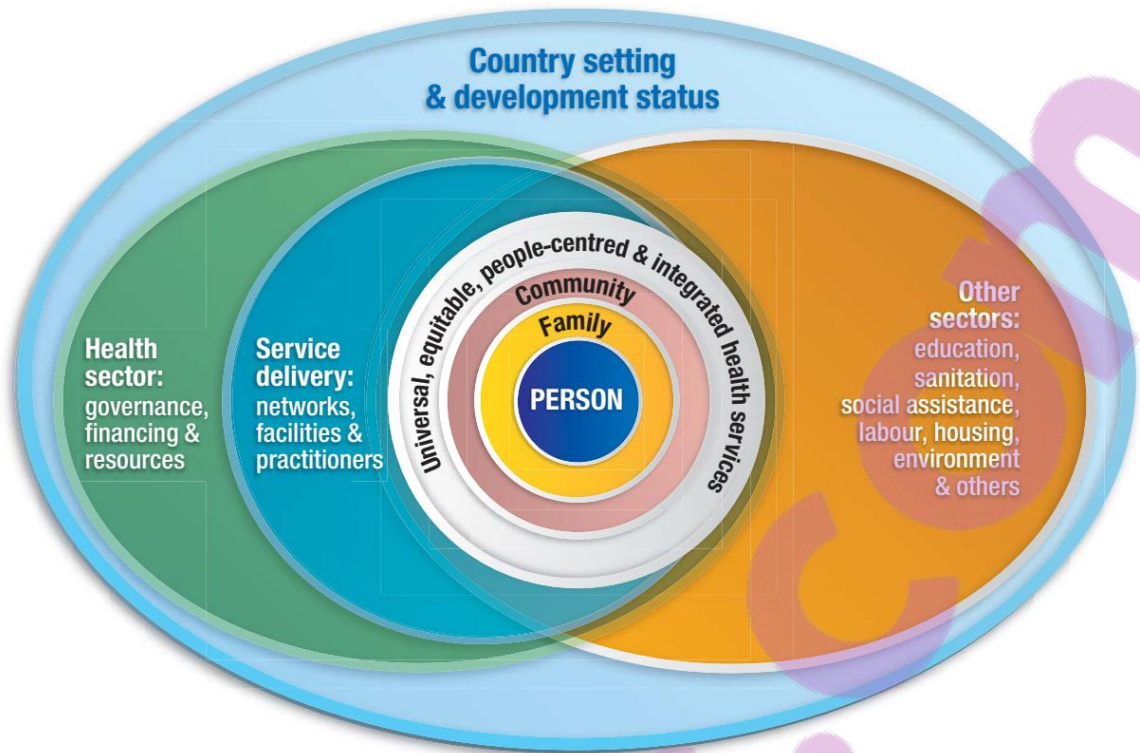 Country setting
& development status
Universal, equitable, people-centred & integrated health services
Community
Family
PERSON
Health
sector:
governance,
financing &
resources
Service
delivery:
networks,
facilities &
practitioners
Other
sectors:
education,
sanitation,
social assistance,
labour, housing,
environment
& others